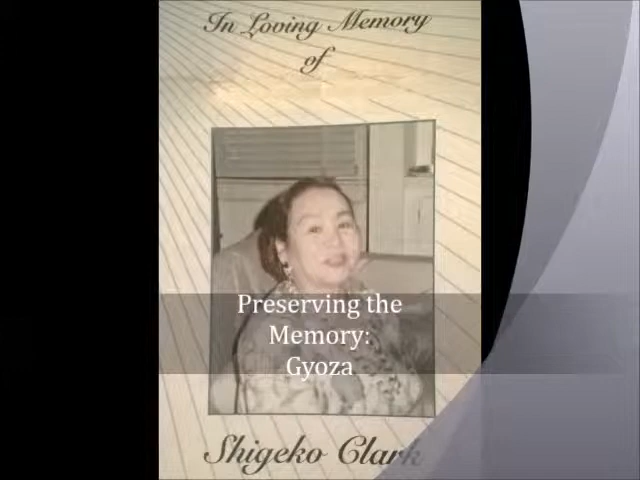 In Loving Memory
of
Preserving the
Memory:
Gyoza
Shigeko Clark